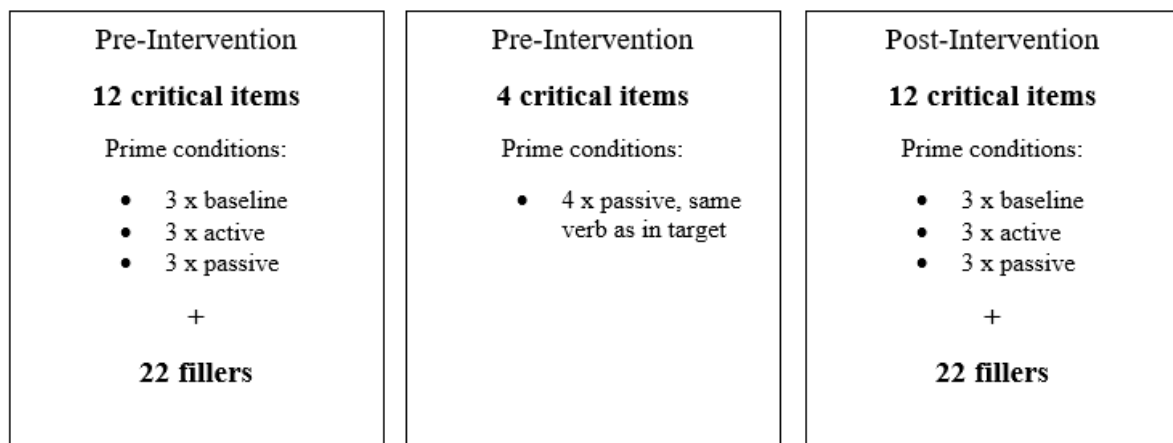 Pre-Intervention
12 critical items
Prime conditions:
• 3 x baseline
• 3 x active
• 3 x passive
+
22 fillers
Pre-Intervention
4 critical items
Prime conditions:
• 4 x passive, same
verb as in target
Post-Intervention
12 critical items
Prime conditions:
• 3 x baseline
• 3 x active
• 3 x passive
+
22 fillers